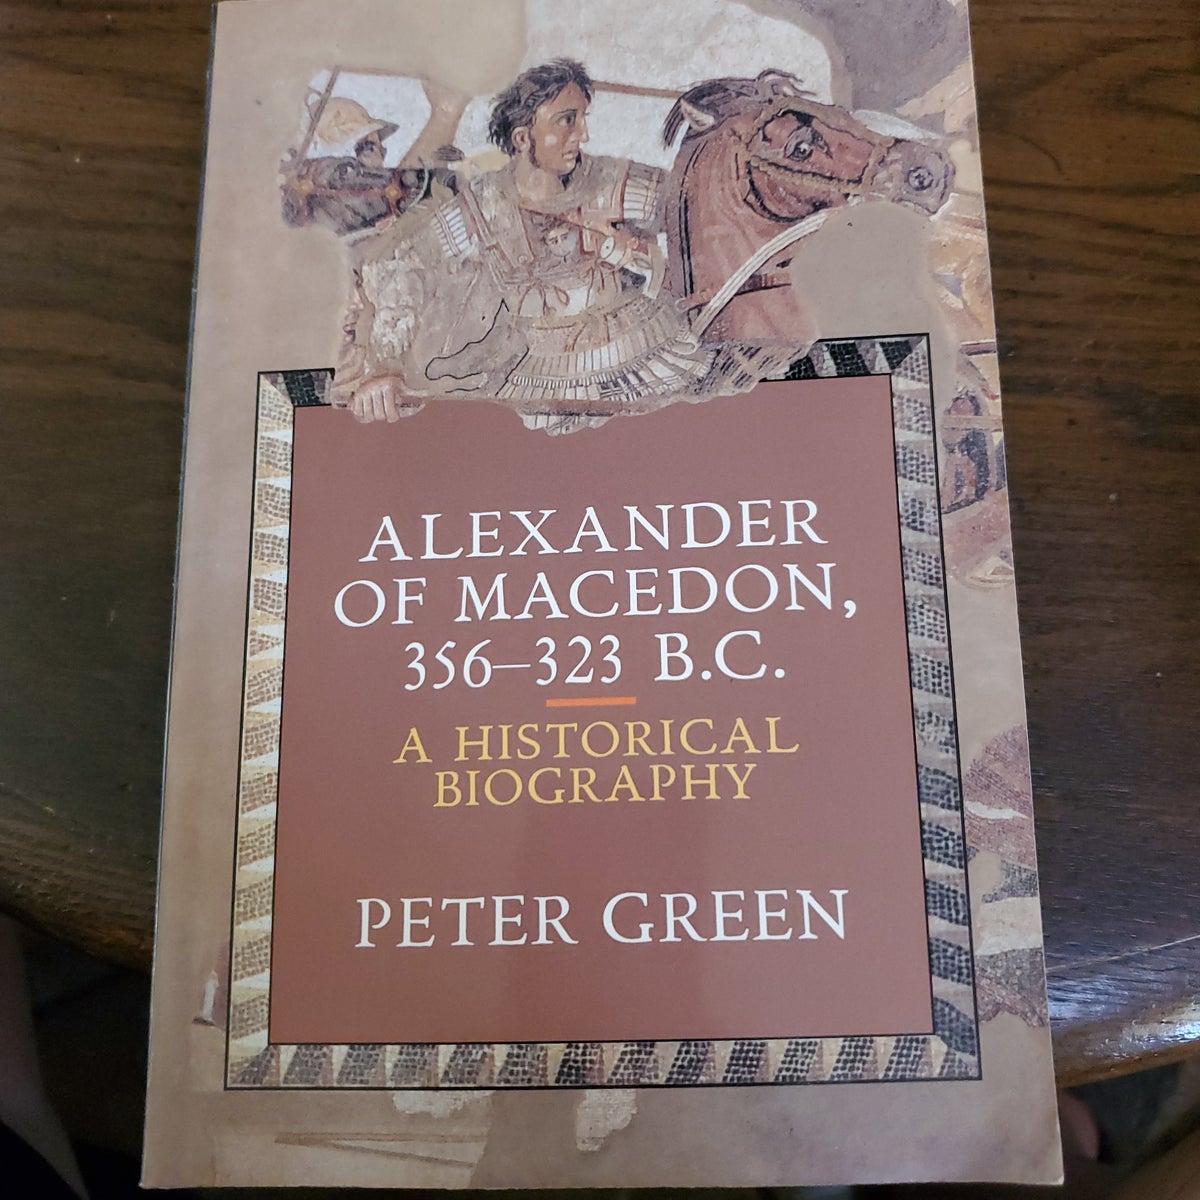 ALEXANDER
OF MACEDON,
356–323 B.C.
A HISTORICAL
BIOGRAPHY
PETER GREEN